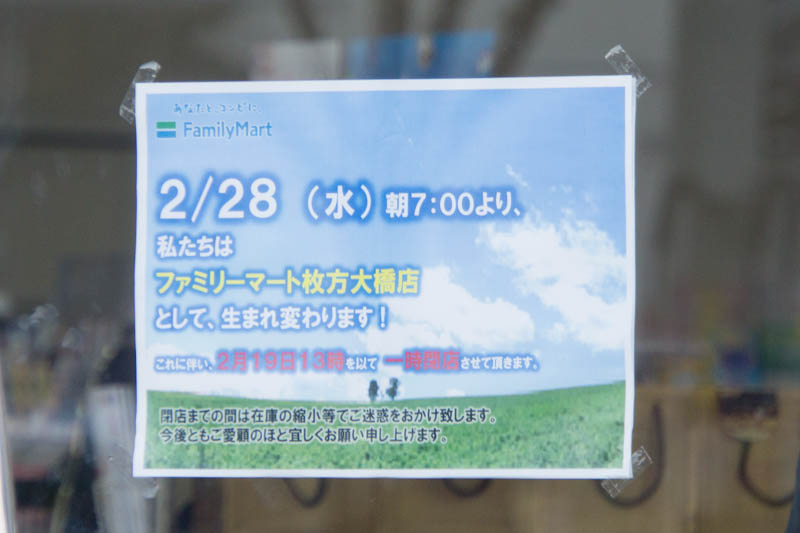 あなたと、コンビに、
FamilyMart
2/28 (水) 朝7:00より、
私たちは
ファミリーマート枚方大橋店
として、生まれ変わります!
これに伴い、2月19日13時を以て 一時閉店させて頂きます。
閉店までの間は在庫の縮小等でご迷惑をおかけ致します。
今後ともご愛顧のほど宜しくお願い申し上げます。